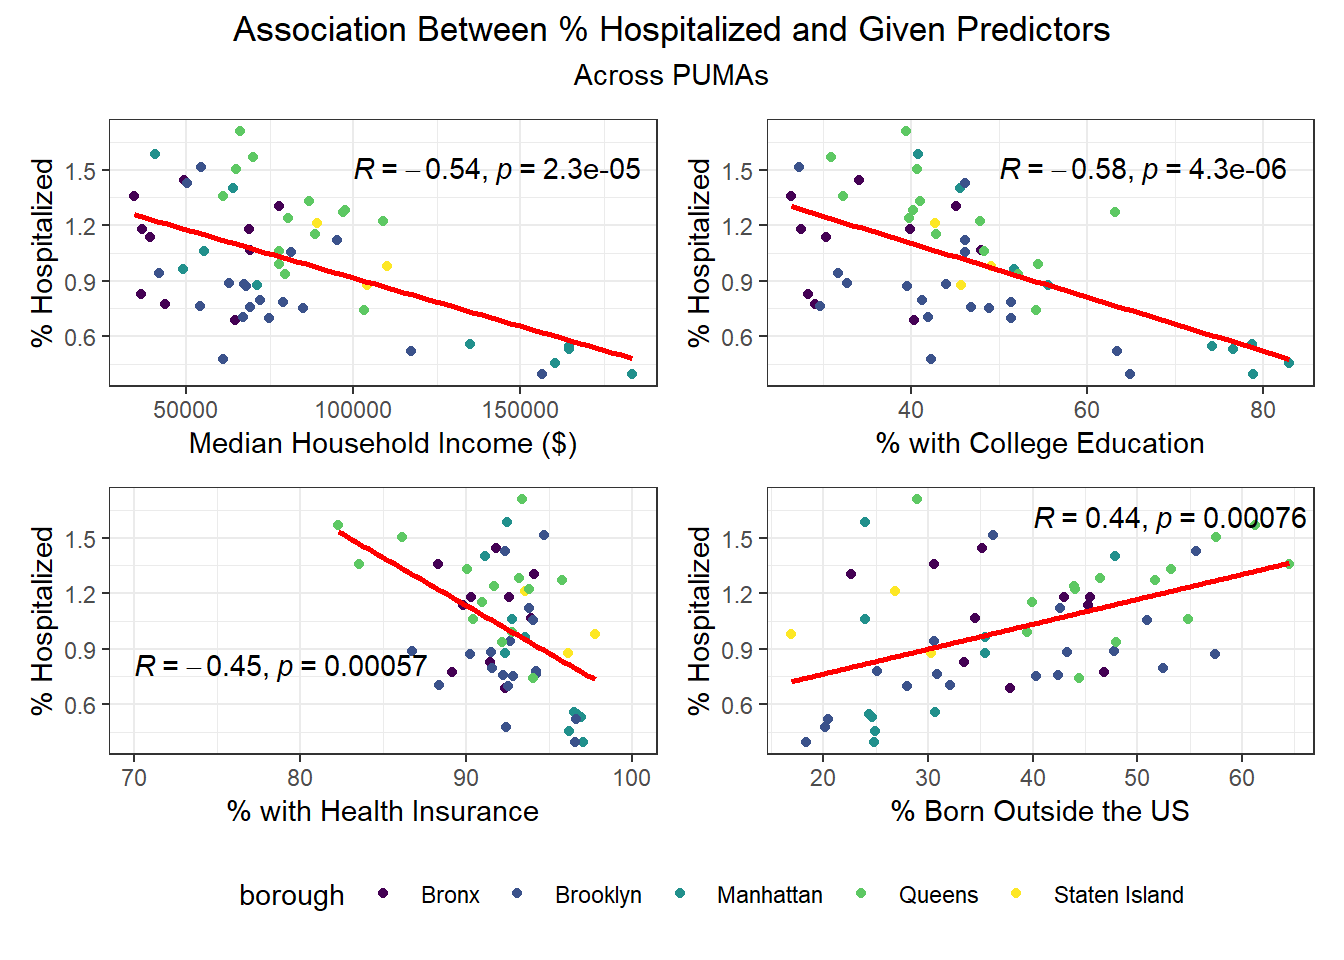 Association Between % Hospitalized and Given Predictors
Across PUMAs
% Hospitalized
1.5
1.2
0.9
0.6
R = −0.54, p = 2.3e-05
50000 100000 150000
Median Household Income ($)
% Hospitalized
1.5
1.2
0.9
0.6
R = −0.58, p = 4.3e-06
40 60 80
% with College Education
% Hospitalized
1.5
1.2
0.9
0.6
R = −0.45, p = 0.00057
70 80 90 100
% with Health Insurance
% Hospitalized
1.5
1.2
0.9
0.6
R = 0.44, p = 0.00076
20 30 40 50 60
% Born Outside the US
borough Bronx Brooklyn Manhattan Queens Staten Island